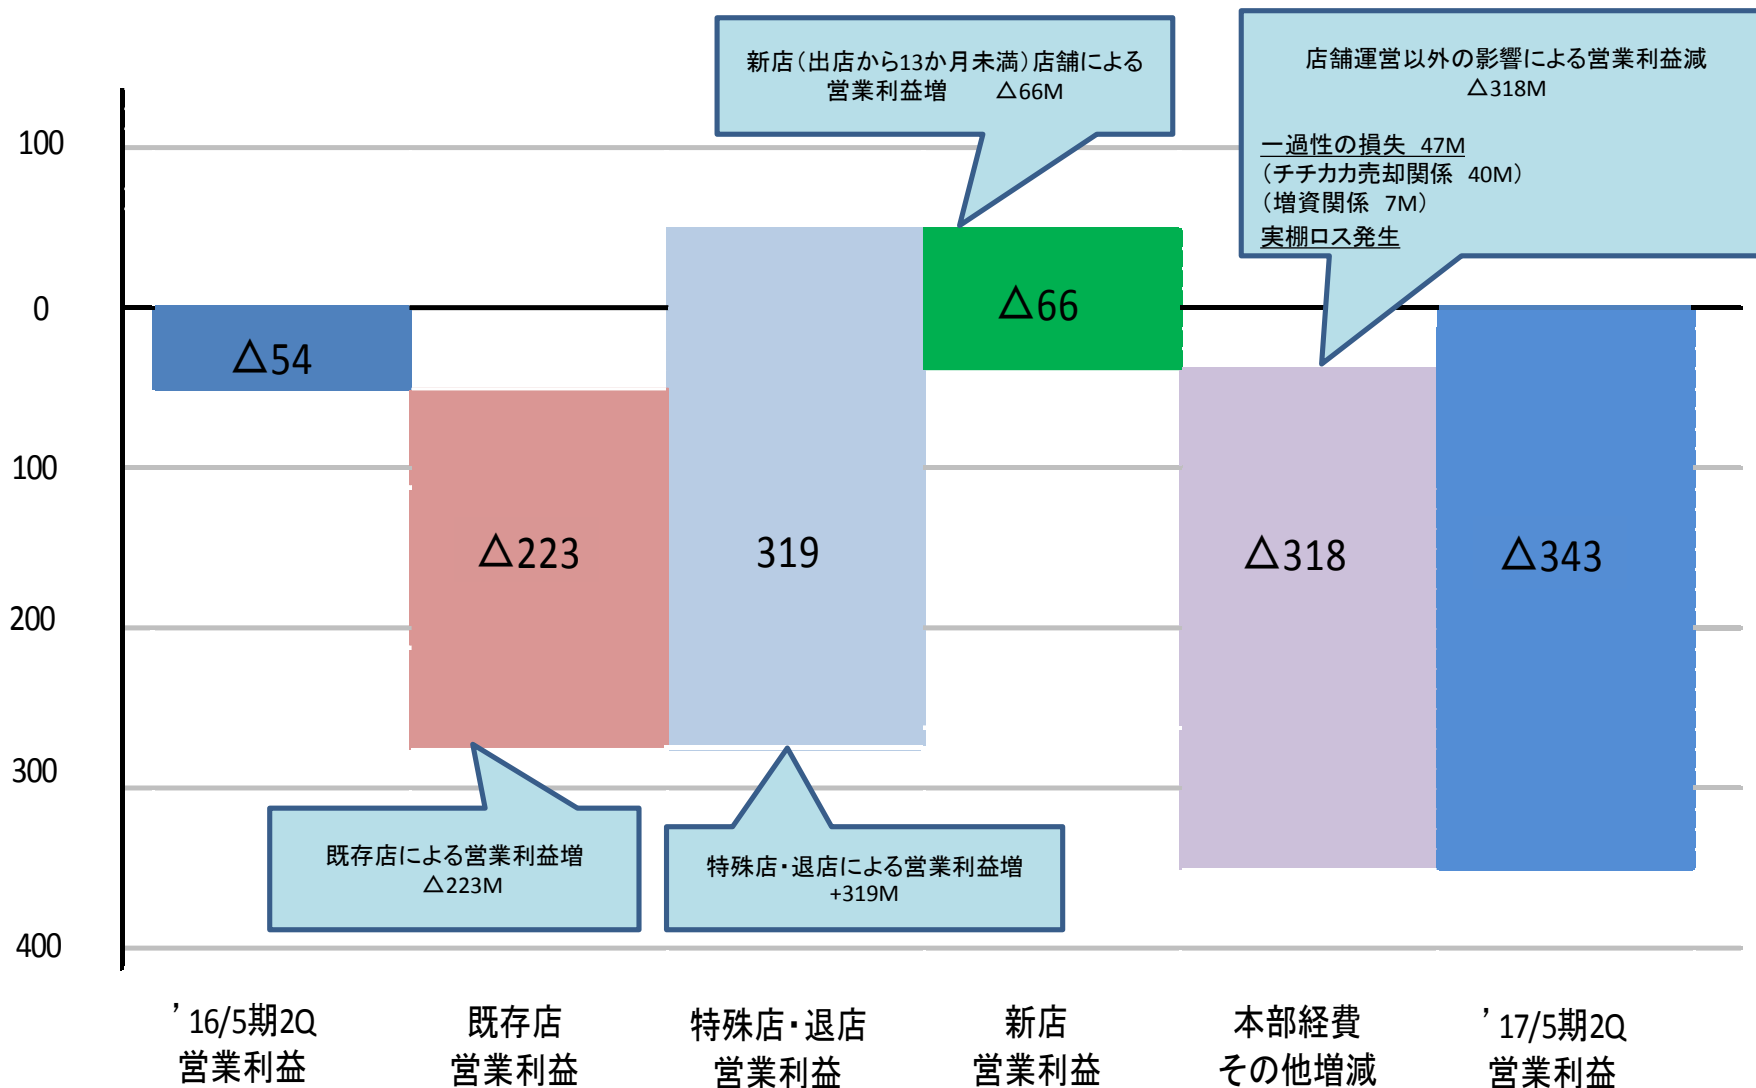 新店(出店から13か月未満)店舗による
営業利益増 △66M
店舗運営以外の影響による営業利益減
△318M
一過性の損失 47M
(チチカカ売却関係 40M)
(増資関係 7M)
実棚ロス発生
100
0
100
200
300
400
△54
△223
319
△66
△318
△343
既存店による営業利益増
△223M
特殊店・退店による営業利益増
+319M
’16/5期2Q
営業利益
既存店
営業利益
特殊店・退店
営業利益
新店
営業利益
本部経費
その他増減
’17/5期2Q
営業利益